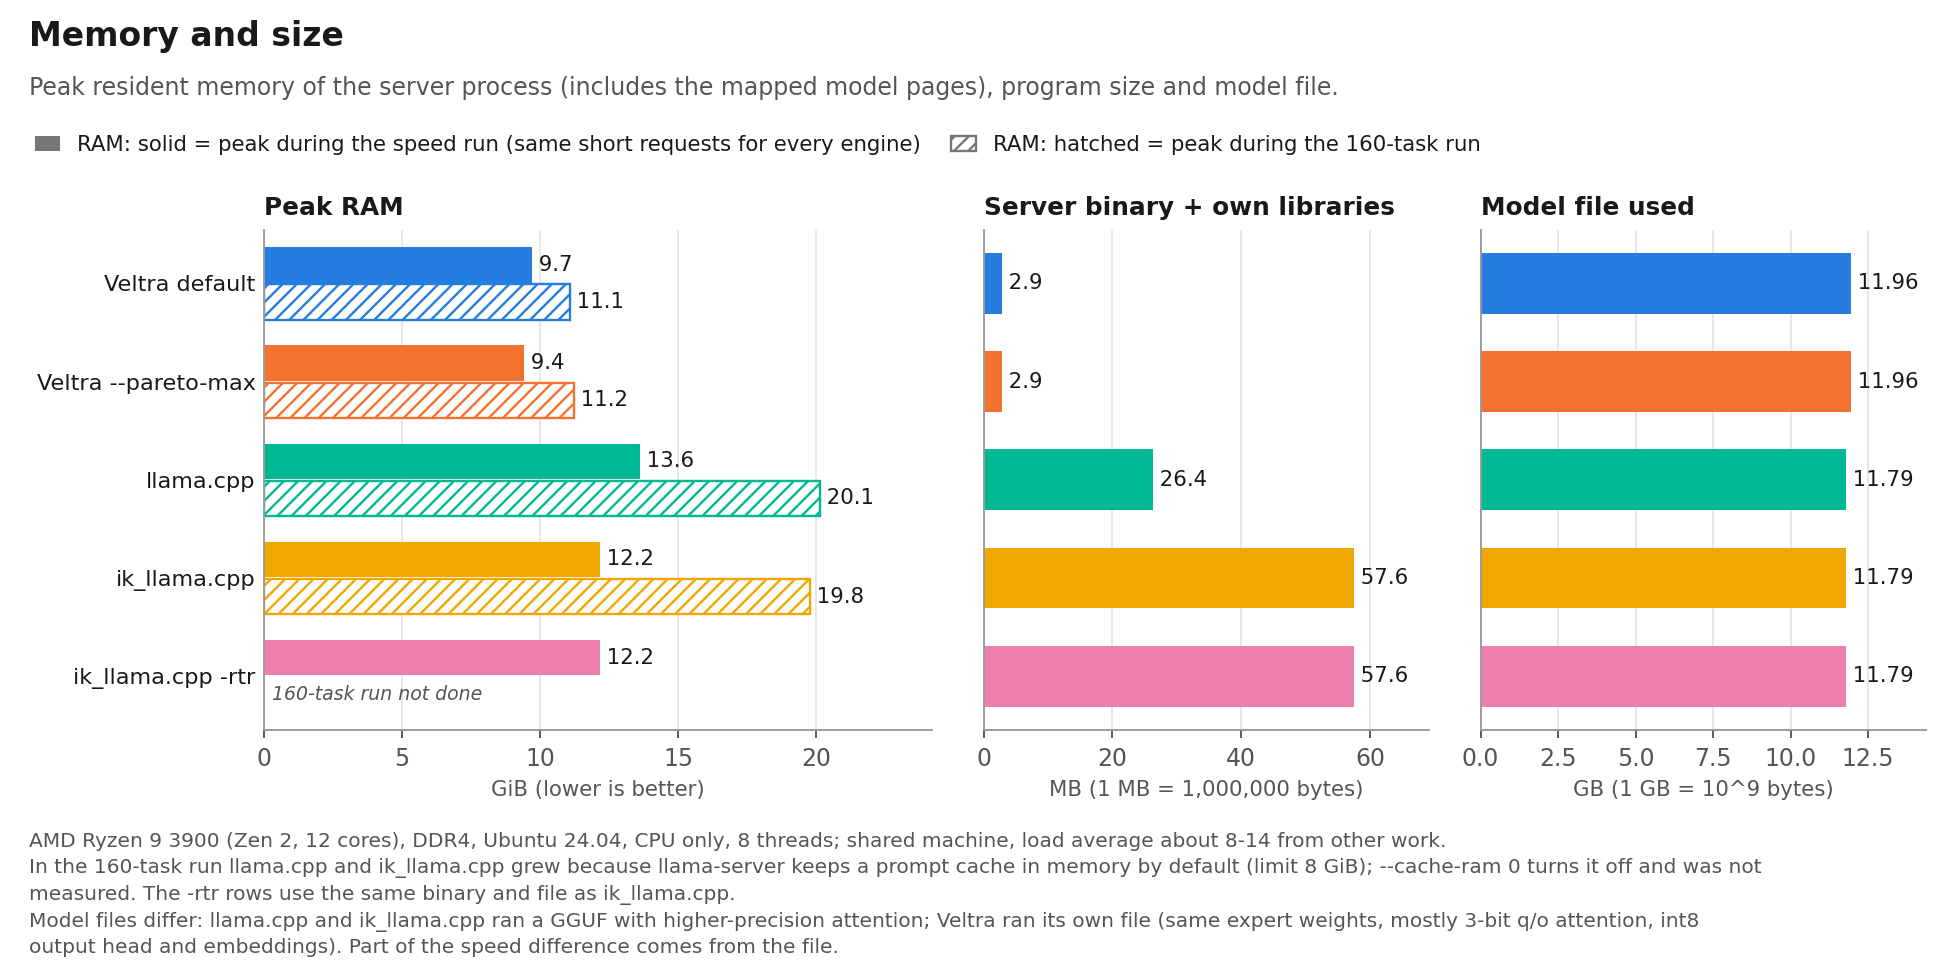 Memory and size
Peak resident memory of the server process (includes the mapped model pages), program size and model file.
RAM: solid = peak during the speed run (same short requests for every engine)
RAM: hatched = peak during the 160-task run
Peak RAM
Veltra default
9.7
11.1
Veltra --pareto-max
9.4
11.2
llama.cpp
13.6
20.1
ik_llama.cpp
12.2
19.8
ik_llama.cpp -rtr
12.2
160-task run not done
0 5 10 15 20
GiB (lower is better)
Server binary + own libraries
2.9
2.9
26.4
57.6
57.6
0 20 40 60
MB (1 MB = 1,000,000 bytes)
Model file used
11.96
11.96
11.79
11.79
11.79
0.0 2.5 5.0 7.5 10.0 12.5
GB (1 GB = 10^9 bytes)
AMD Ryzen 9 3900 (Zen 2, 12 cores), DDR4, Ubuntu 24.04, CPU only, 8 threads; shared machine, load average about 8-14 from other work.
In the 160-task run llama.cpp and ik_llama.cpp grew because llama-server keeps a prompt cache in memory by default (limit 8 GiB); --cache-ram 0 turns it off and was not
measured. The -rtr rows use the same binary and file as ik_llama.cpp.
Model files differ: llama.cpp and ik_llama.cpp ran a GGUF with higher-precision attention; Veltra ran its own file (same expert weights, mostly 3-bit q/o attention, int8
output head and embeddings). Part of the speed difference comes from the file.